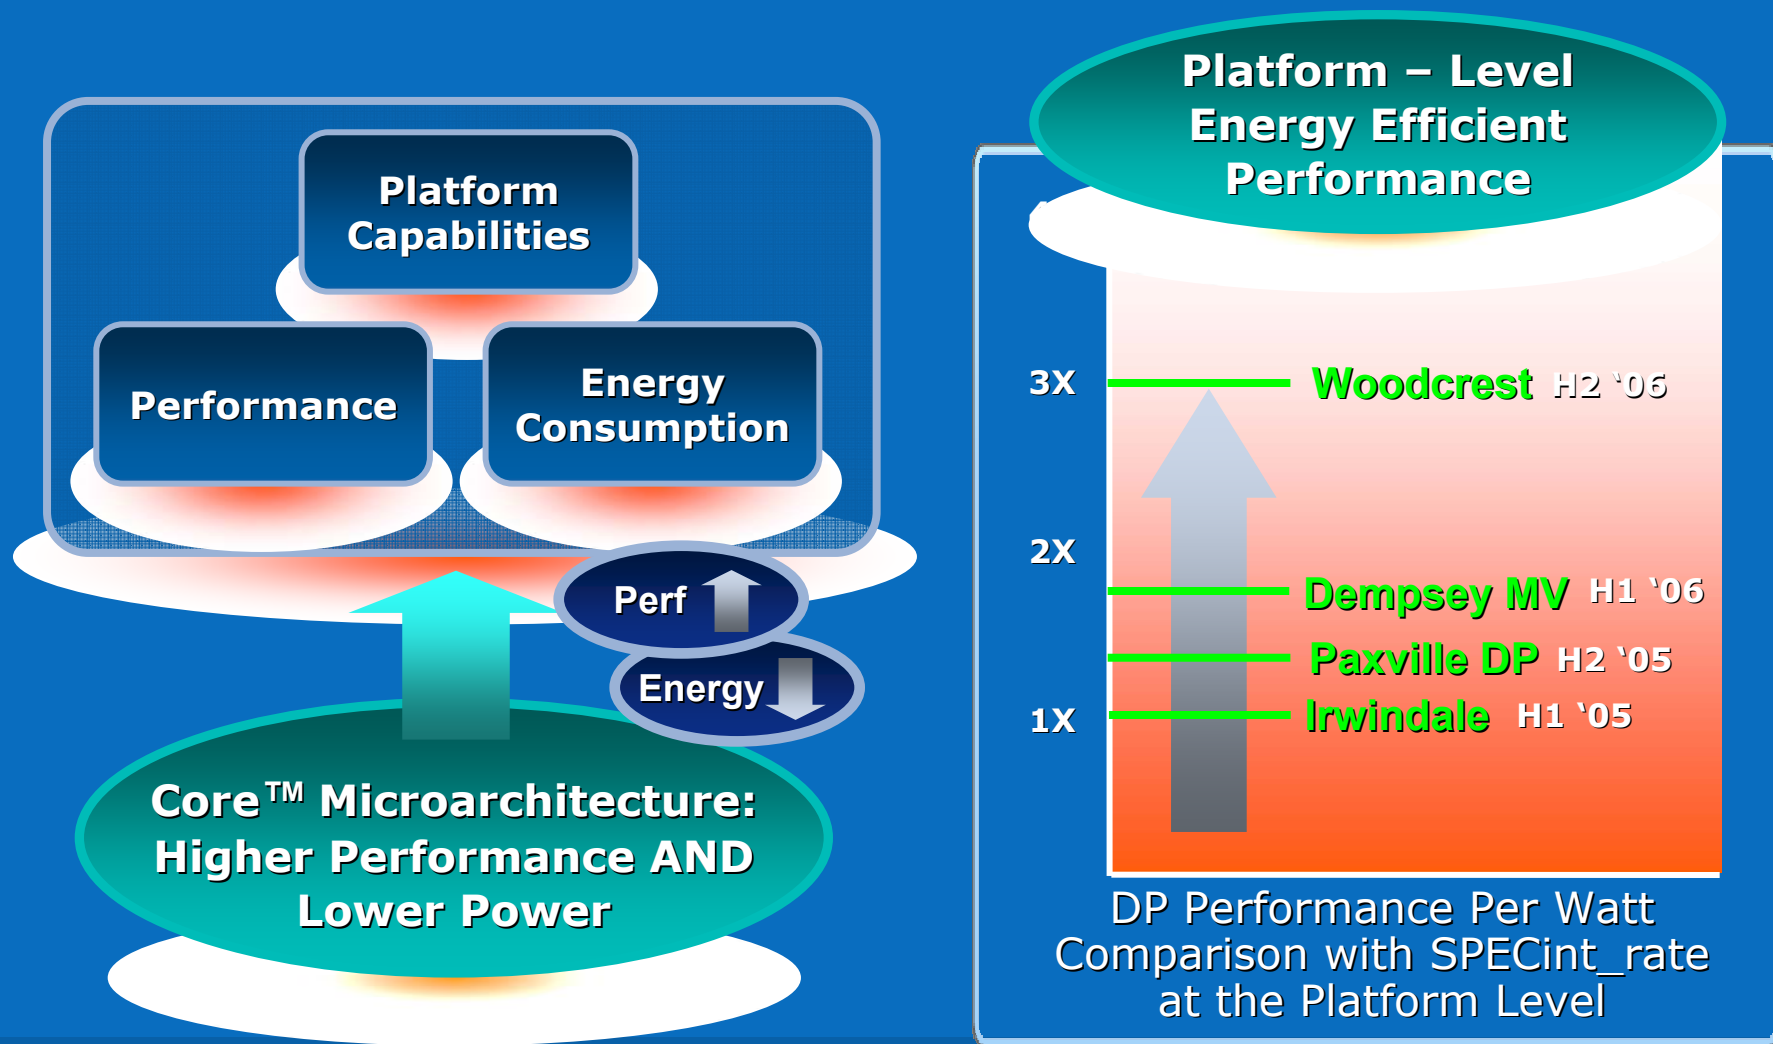 Platform
Capabilities
Performance
Energy
Consumption
Perf
Energy
Core™ Microarchitecture:
Higher Performance AND
Lower Power
Platform – Level
Energy Efficient
Performance
3X
Woodcrest H2 ‘06
2X
Dempsey MV H1 ‘06
Paxville DP H2 ‘05
1X
Irwindale H1 ‘05
DP Performance Per Watt
Comparison with SPECint_rate
at the Platform Level